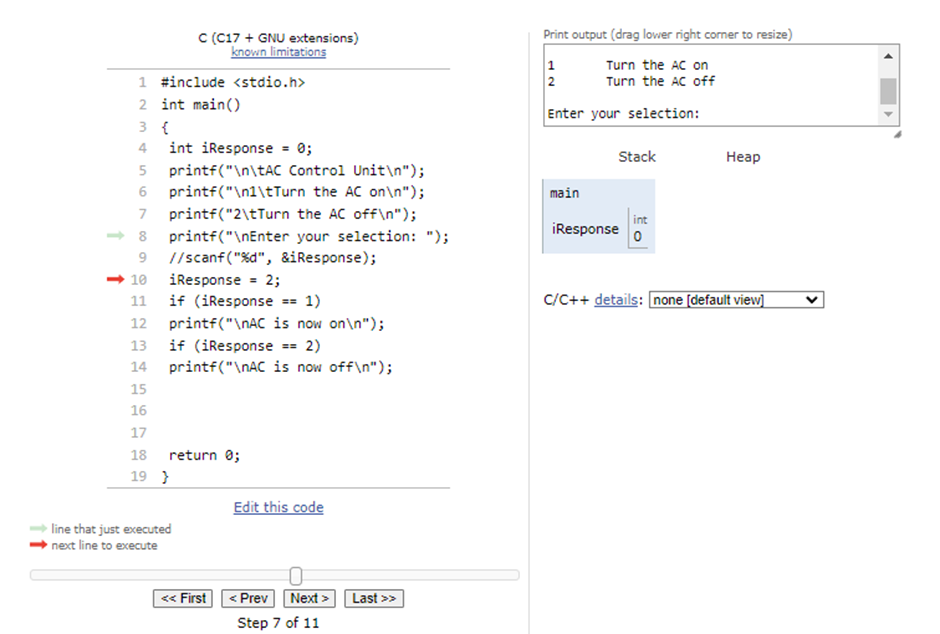 C (C17 + GNU extensions)
known limitations
1 #include <stdio.h>
2 int main()
3 {
4 int iResponse = 0;
5 printf("\n\tAC Control Unit\n");
6 printf("\n1\tTurn the AC on\n");
7 printf("2\tTurn the AC off\n");
8 printf("\nEnter your selection: ");
9 //scanf("%d", &iResponse);
10 iResponse = 2;
11 if (iResponse == 1)
12 printf("\nAC is now on\n");
13 if (iResponse == 2)
14 printf("\nAC is now off\n");
15
16
17
18 return 0;
19 }
Edit this code
line that just executed
next line to execute
<< First < Prev Next > Last >>
Step 7 of 11
Print output (drag lower right corner to resize)
1 Turn the AC on
2 Turn the AC off
Enter your selection:
Stack Heap
main
iResponse int
0
C/C++ details: none [default view]